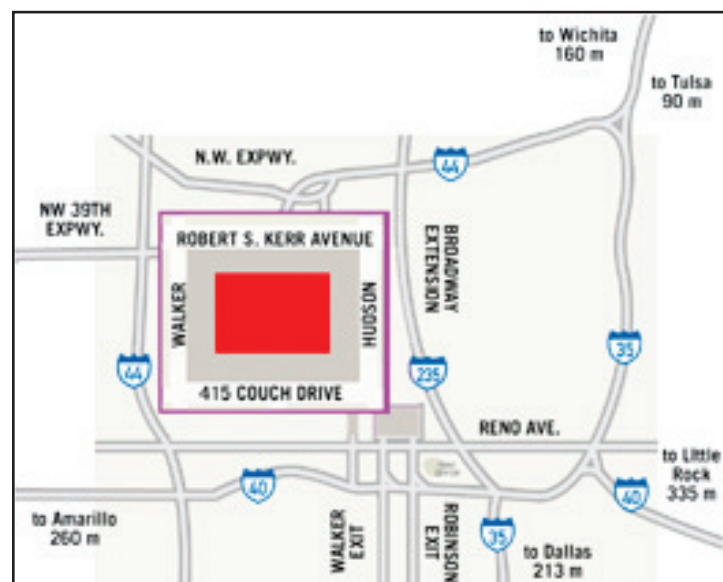 to Wichita
160 m
to Tulsa
90 m
N.W. EXPWY.
44
NW 39TH
EXPWY.
ROBERT S. KERR AVENUE
BROADWAY
EXTENSION
WALKER
HUDSON
35
44
235
415 COUCH DRIVE
RENO AVE.
to Little
Rock
335 m
40
40
to Amarillo
260 m
WALKER
EXIT
ROBINSON
EXIT
35
to Dallas
213 m